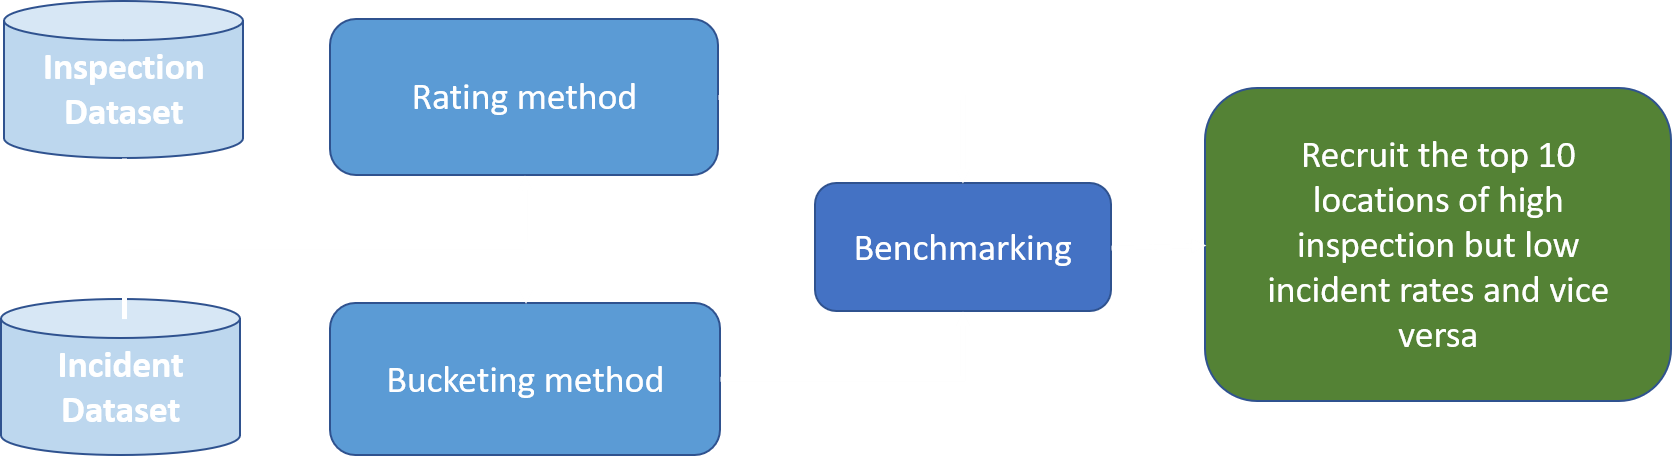 Inspection
Dataset
Rating method
Recruit the top 10
locations of high
inspection but low
incident rates and vice
versa
Benchmarking
Incident
Dataset
Bucketing method